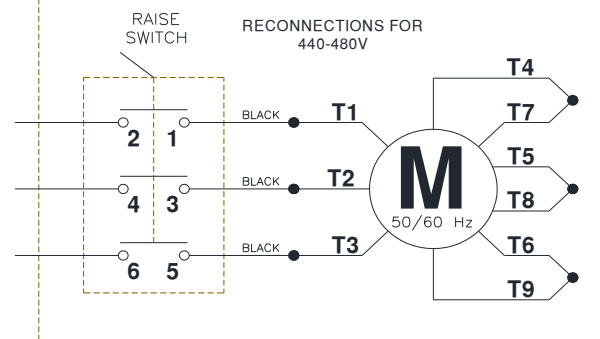 RAISE
SWITCH
RECONNECTIONS FOR
440-480V
T4
T7
BLACK
T1
2 1
T5
BLACK
T2
M
T8
4 3
50/60 Hz
BLACK
T3
T6
6 5
T9